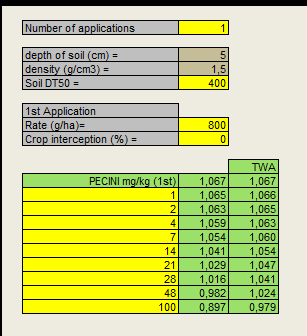 Number of applications 1
depth of soil (cm) = 5
density (g/cm3) = 1,5
Soil DT50 = 400
1st Application
Rate (g/ha)= 800
Crop interception (%) = 0
TWA
PECINI mg/kg (1st) 1,067 1,067
1 1,065 1,066
2 1,063 1,065
4 1,059 1,063
7 1,054 1,060
14 1,041 1,054
21 1,029 1,047
28 1,016 1,041
48 0,982 1,024
100 0,897 0,979